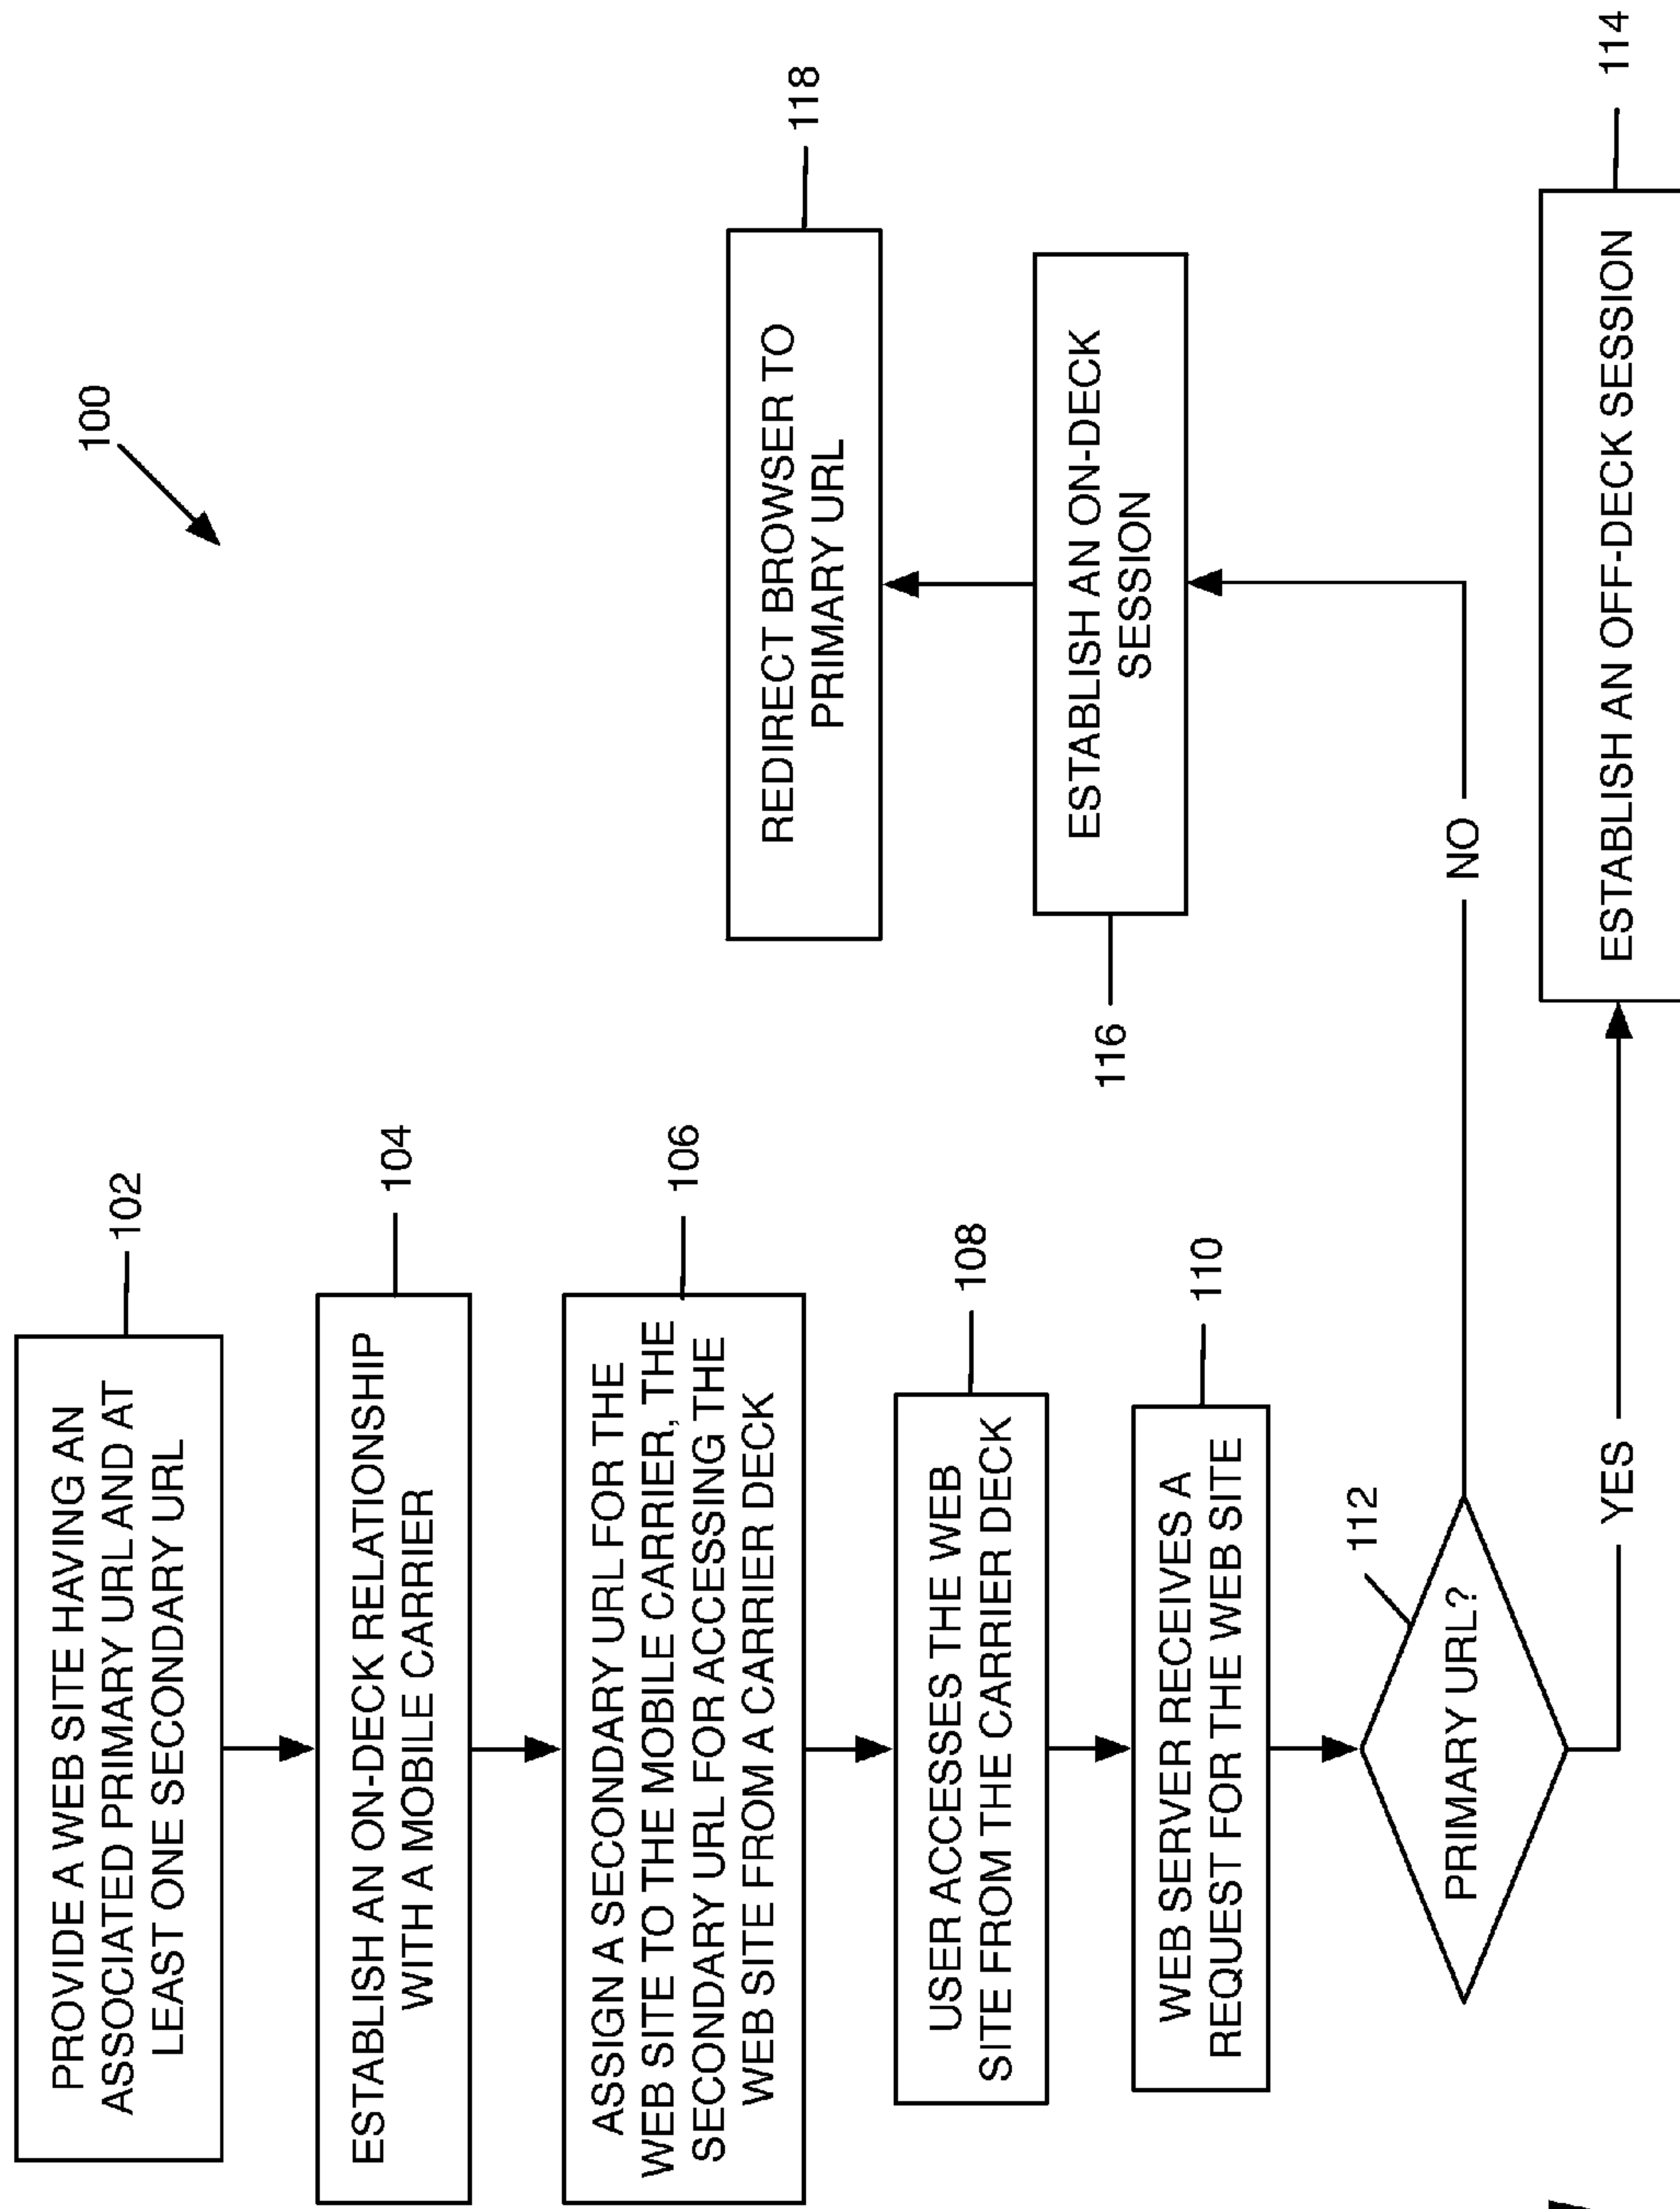 100
PROVIDE A WEB SITE HAVING AN
ASSOCIATED PRIMARY URL AND AT
LEAST ONE SECONDARY URL
102
ESTABLISH AN ON-DECK RELATIONSHIP
WITH A MOBILE CARRIER
104
ASSIGN A SECONDARY URL FOR THE
WEB SITE TO THE MOBILE CARRIER, THE
SECONDARY URL FOR ACCESSING THE
WEB SITE FROM A CARRIER DECK
106
USER ACCESSES THE WEB
SITE FROM THE CARRIER DECK
108
WEB SERVER RECEIVES A
REQUEST FOR THE WEB SITE
110
PRIMARY URL?
112
YES
ESTABLISH AN OFF-DECK SESSION
114
NO
ESTABLISH AN ON-DECK
SESSION
116
REDIRECT BROWSER TO
PRIMARY URL
118